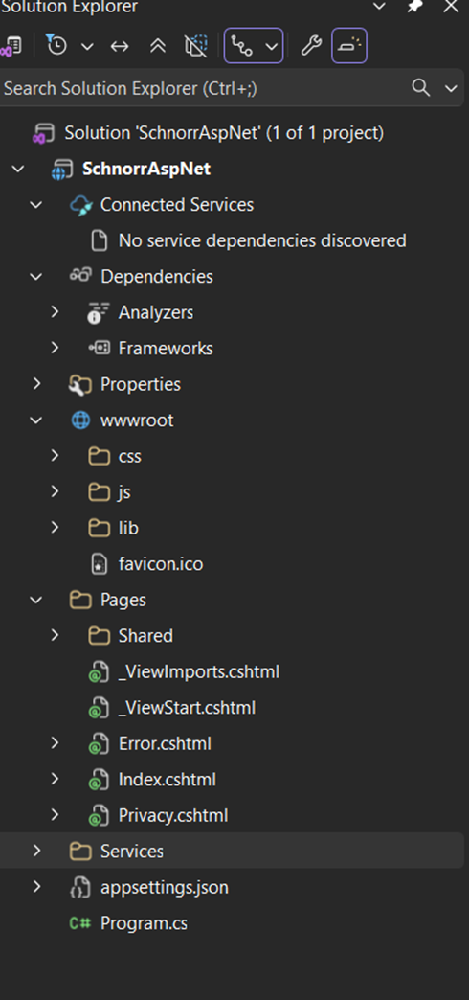 Solution Explorer
Search Solution Explorer (Ctrl+;)
Solution 'SchnorrAspNet' (1 of 1 project)
SchnorrAspNet
Connected Services
No service dependencies discovered
Dependencies
Analyzers
Frameworks
Properties
wwwroot
css
js
lib
favicon.ico
Pages
Shared
_ViewImports.cshtml
_ViewStart.cshtml
Error.cshtml
Index.cshtml
Privacy.cshtml
Services
appsettings.json
C# Program.cs